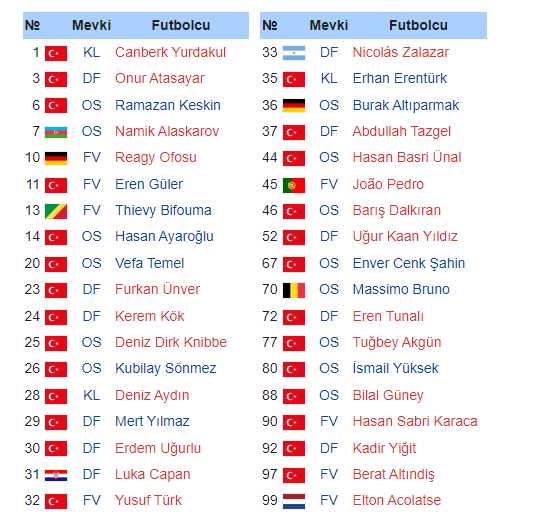 № Mevki Futbolcu
1 KL Canberk Yurdakul
3 DF Onur Atasayar
6 OS Ramazan Keskin
7 OS Namik Alaskarov
10 FV Reagy Ofosu
11 FV Eren Güler
13 FV Thievy Bifouma
14 OS Hasan Ayaroğlu
20 OS Vefa Temel
23 DF Furkan Ünver
24 DF Kerem Kök
25 OS Deniz Dirk Knibbe
26 OS Kubilay Sönmez
28 KL Deniz Aydın
29 DF Mert Yılmaz
30 DF Erdem Uğurlu
31 DF Luka Capan
32 FV Yusuf Türk
№ Mevki Futbolcu
33 DF Nicolás Zalazar
35 KL Erhan Erentürk
36 OS Burak Altıparmak
37 DF Abdullah Tazgel
44 OS Hasan Basri Ünal
45 FV João Pedro
46 OS Barış Dalkıran
52 DF Uğur Kaan Yıldız
67 OS Enver Cenk Şahin
70 OS Massimo Bruno
72 DF Eren Tunalı
77 OS Tuğbey Akgün
80 OS İsmail Yüksek
88 OS Bilal Güney
90 FV Hasan Sabri Karaca
92 DF Kadir Yiğit
97 FV Berat Altındiş
99 FV Elton Acolatse